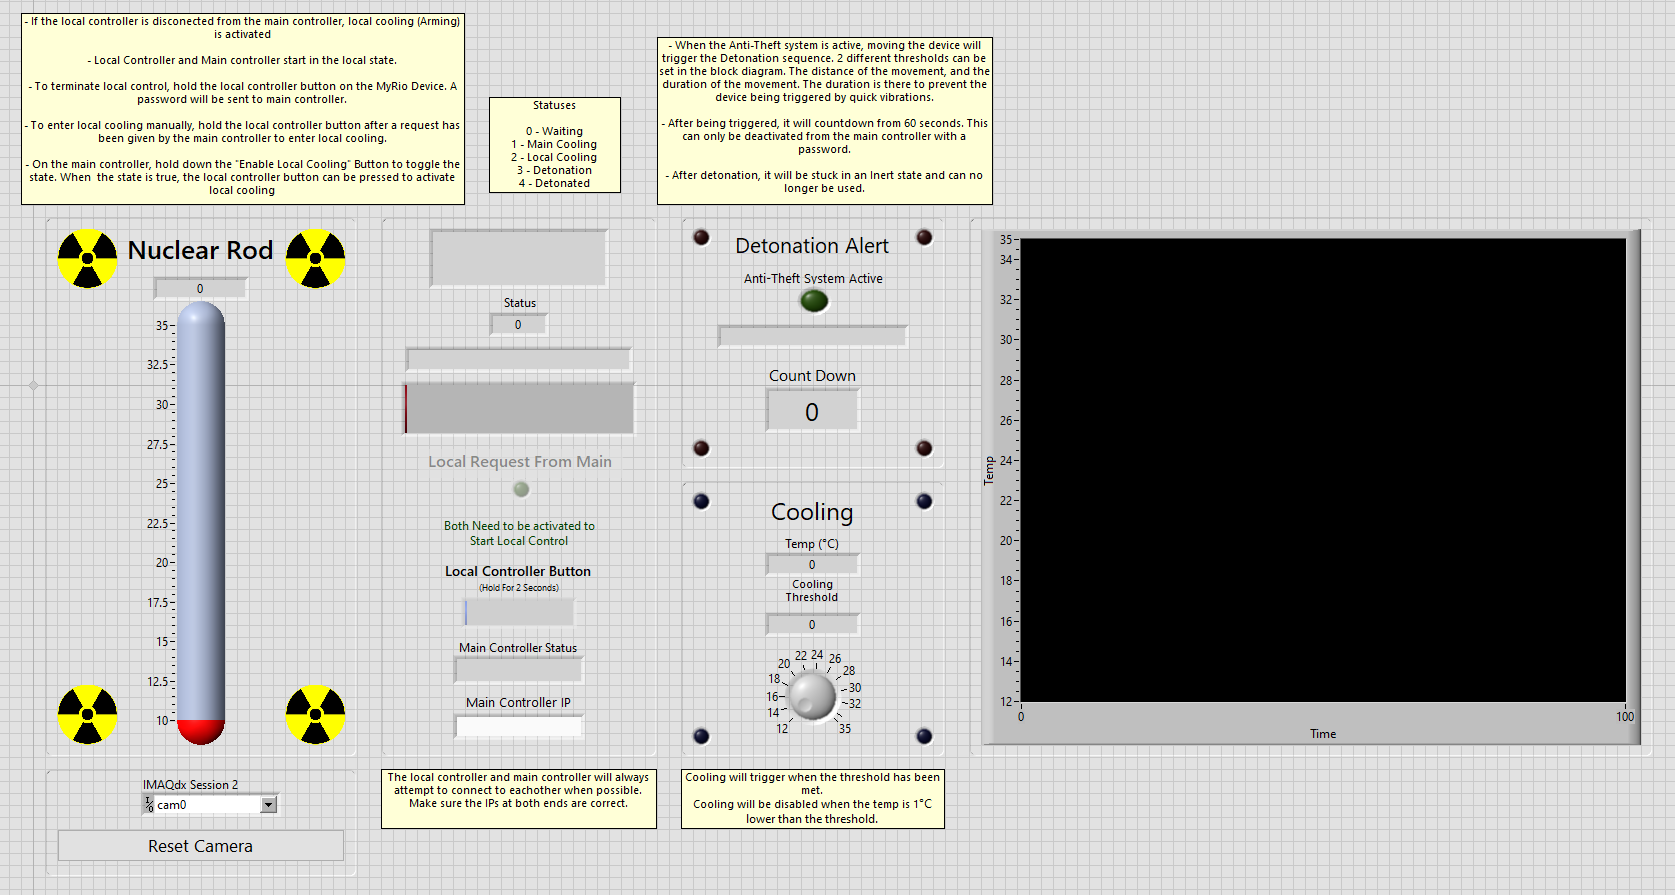 - If the local controller is disconected from the main controller, local cooling (Arming)
is activated
- Local Controller and Main controller start in the local state.
- To terminate local control, hold the local controller button on the MyRio Device. A
password will be sent to main controller.
- To enter local cooling manually, hold the local controller button after a request has
been given by the main controller to enter local cooling.
- On the main controller, hold down the "Enable Local Cooling" Button to toggle the
state. When  the state is true, the local controller button can be pressed to activate
local cooling
Statuses
0 - Waiting
1 - Main Cooling
2 - Local Cooling
3 - Detonation
4 - Detonated
- When the Anti-Theft system is active, moving the device will
trigger the Detonation sequence. 2 different thresholds can be
set in the block diagram. The distance of the movement, and the
duration of the movement. The duration is there to prevent the
device being triggered by quick vibrations.
- After being triggered, it will countdown from 60 seconds. This
can only be deactivated from the main controller with a
password.
- After detonation, it will be stuck in an Inert state and can no
longer be used.
Nuclear Rod
0
35
32.5
30
27.5
25
22.5
20
17.5
15
12.5
10
IMAQdx Session 2
I/0
cam0
Reset Camera
Status
0
Local Request From Main
Both Need to be activated to
Start Local Control
Local Controller Button
(Hold For 2 Seconds)
Main Controller Status
Main Controller IP
The local controller and main controller will always
attempt to connect to eachother when possible.
Make sure the IPs at both ends are correct.
Detonation Alert
Anti-Theft System Active
Count Down
0
Cooling
Temp (°C)
0
Cooling
Threshold
0
12
14
16
18
20
22
24
26
28
30
32
35
Cooling will trigger when the threshold has been
met.
Cooling will be disabled when the temp is 1°C
lower than the threshold.
Temp
35
34
32
30
28
26
24
22
20
18
16
14
12
0
100
Time